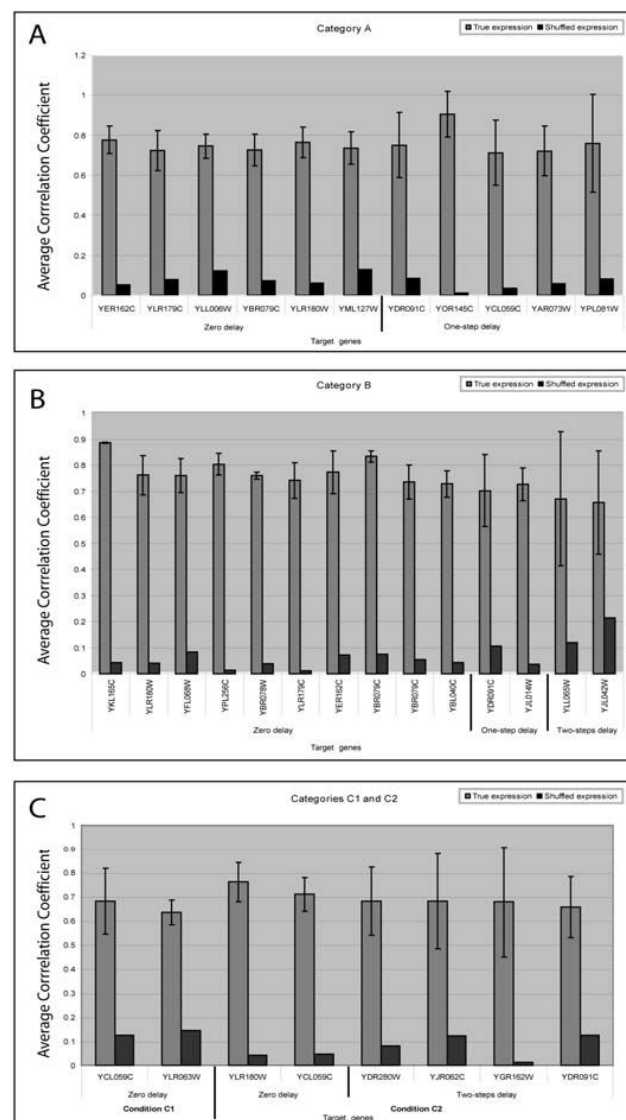 A
Category A
True expression
Shuffled expression
Average Corrrelation Coefficient
1.2
1
0.8
0.6
0.4
0.2
0
YER162C YLR179C YLL006W YBR079C YLR180W YML127W YDR091C YOR145C YCL059C YAR073W YPL081W
Zero delay One-step delay
Target genes
B
Category B
True expression
Shuffled expression
Average Corrrelation Coefficient
1
0.9
0.8
0.7
0.6
0.5
0.4
0.3
0.2
0.1
0
YKL165C YLR180W YFL068W YPL256C YBR078W YLR179C YER162C YBR079C YBR079C YBL040C YDR091C YJL014W YLL065W YJL042W
Zero delay One-step delay Two-steps delay
Target genes
C
Categories C1 and C2
True expression
Shuffled expression
Average Corrrelation Coefficient
1
0.9
0.8
0.7
0.6
0.5
0.4
0.3
0.2
0.1
0
YCL059C YLR063W YLR180W YCL059C YDR280W YJR062C YGR162W YDR091C
Zero delay Zero delay Two-steps delay
Condition C1 Condition C2
Target genes